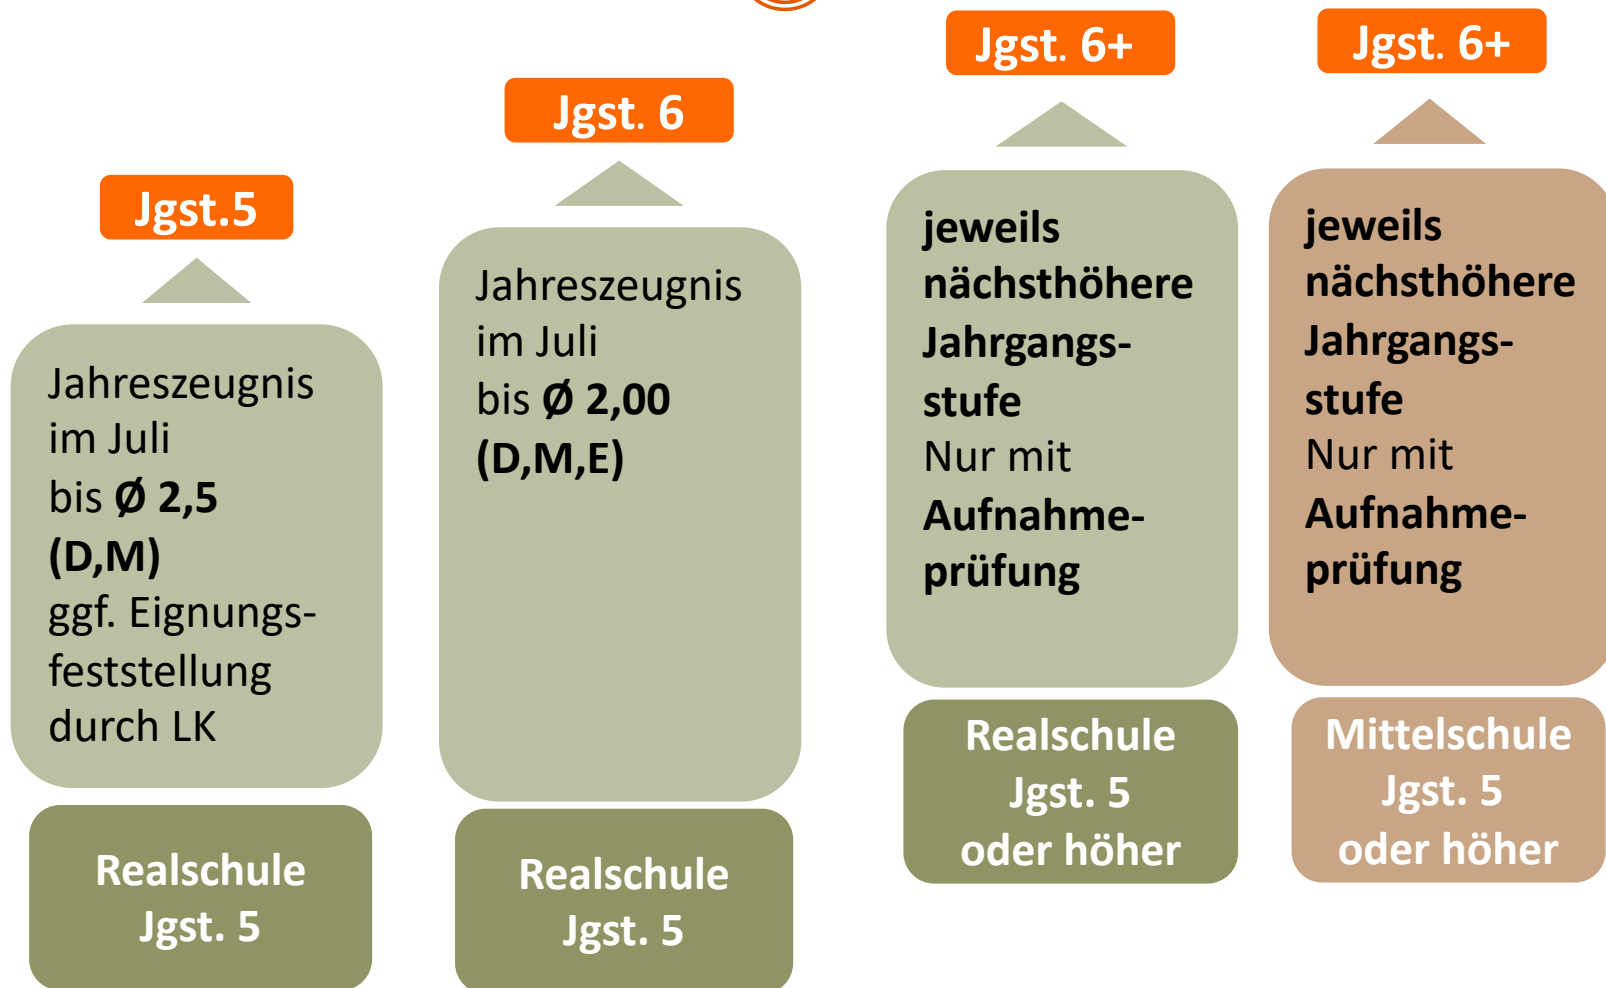 Jgst.5
Jahreszeugnis
im Juli
bis Ø 2,5
(D,M)
ggf. Eignungs-
feststellung
durch LK
Realschule
Jgst. 5
Jgst. 6
Jahreszeugnis
im Juli
bis Ø 2,00
(D,M,E)
Realschule
Jgst. 5
Jgst. 6+
jeweils
nächsthöhere
Jahrgangs-
stufe
Nur mit
Aufnahme-
prüfung
Realschule
Jgst. 5
oder höher
Jgst. 6+
jeweils
nächsthöhere
Jahrgangs-
stufe
Nur mit
Aufnahme-
prüfung
Mittelschule
Jgst. 5
oder höher